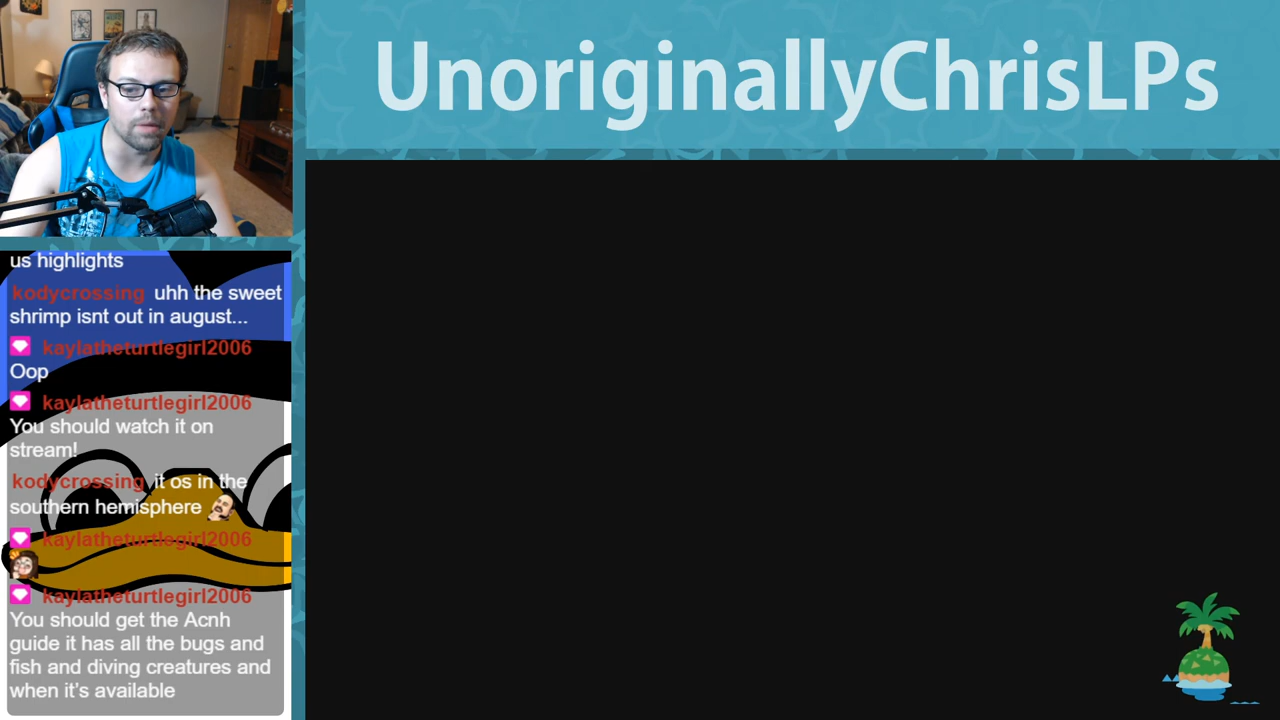 UnoriginallyChrisLPs
us highlights
kodycrossing uhh the sweet
shrimp isnt out in august...
kaylatheturtlegirl2006
Oop
kaylatheturtlegirl2006
You should watch it on
stream!
kodycrossing it os in the
southern hemisphere
kaylatheturtlegirl2006
kaylatheturtlegirl2006
You should get the Acnh
guide it has all the bugs and
fish and diving creatures and
when it's available